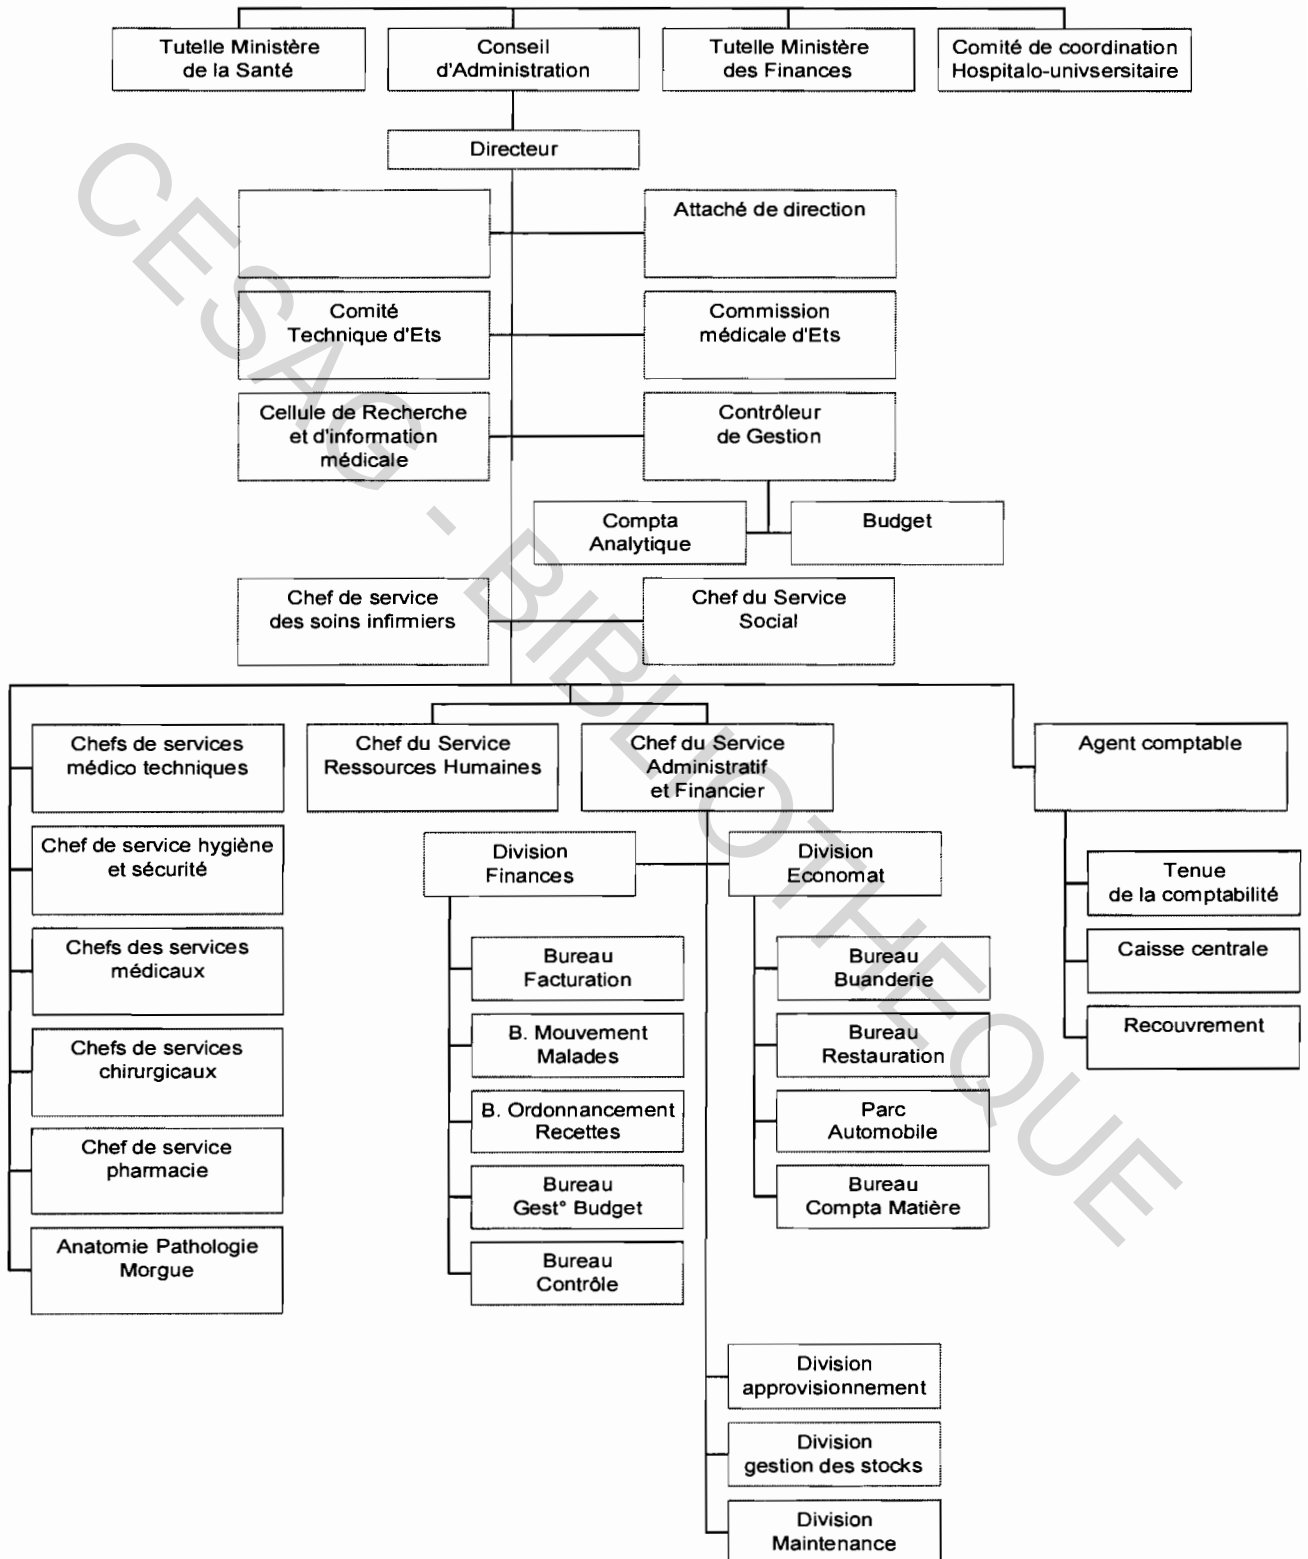 Tutelle Ministère
de la Santé
Conseil
d'Administration
Tutelle Ministère
des Finances
Comité de coordination
Hospitalo-univsersitaire
Directeur
Attaché de direction
Comité
Technique d'Ets
Commission
médicale d'Ets
Cellule de Recherche
et d'information
médicale
Contrôleur
de Gestion
Compta
Analytique
Budget
Chef de service
des soins infirmiers
Chef du Service
Social
Chefs de services
médico techniques
Chef de service hygiène
et sécurité
Chefs des services
médicaux
Chefs de services
chirurgicaux
Chef de service
pharmacie
Anatomie Pathologie
Morgue
Chef du Service
Ressources Humaines
Chef du Service
Administratif
et Financier
Division
Finances
Bureau
Facturation
B. Mouvement
Malades
B. Ordonnancement
Recettes
Bureau
Gest° Budget
Bureau
Contrôle
Division
Economat
Bureau
Buanderie
Bureau
Restauration
Parc
Automobile
Bureau
Compta Matière
Division
approvisionnement
Division
gestion des stocks
Division
Maintenance
Agent comptable
Tenue
de la comptabilité
Caisse centrale
Recouvrement
CESAG - BIBLIOTHEQUE